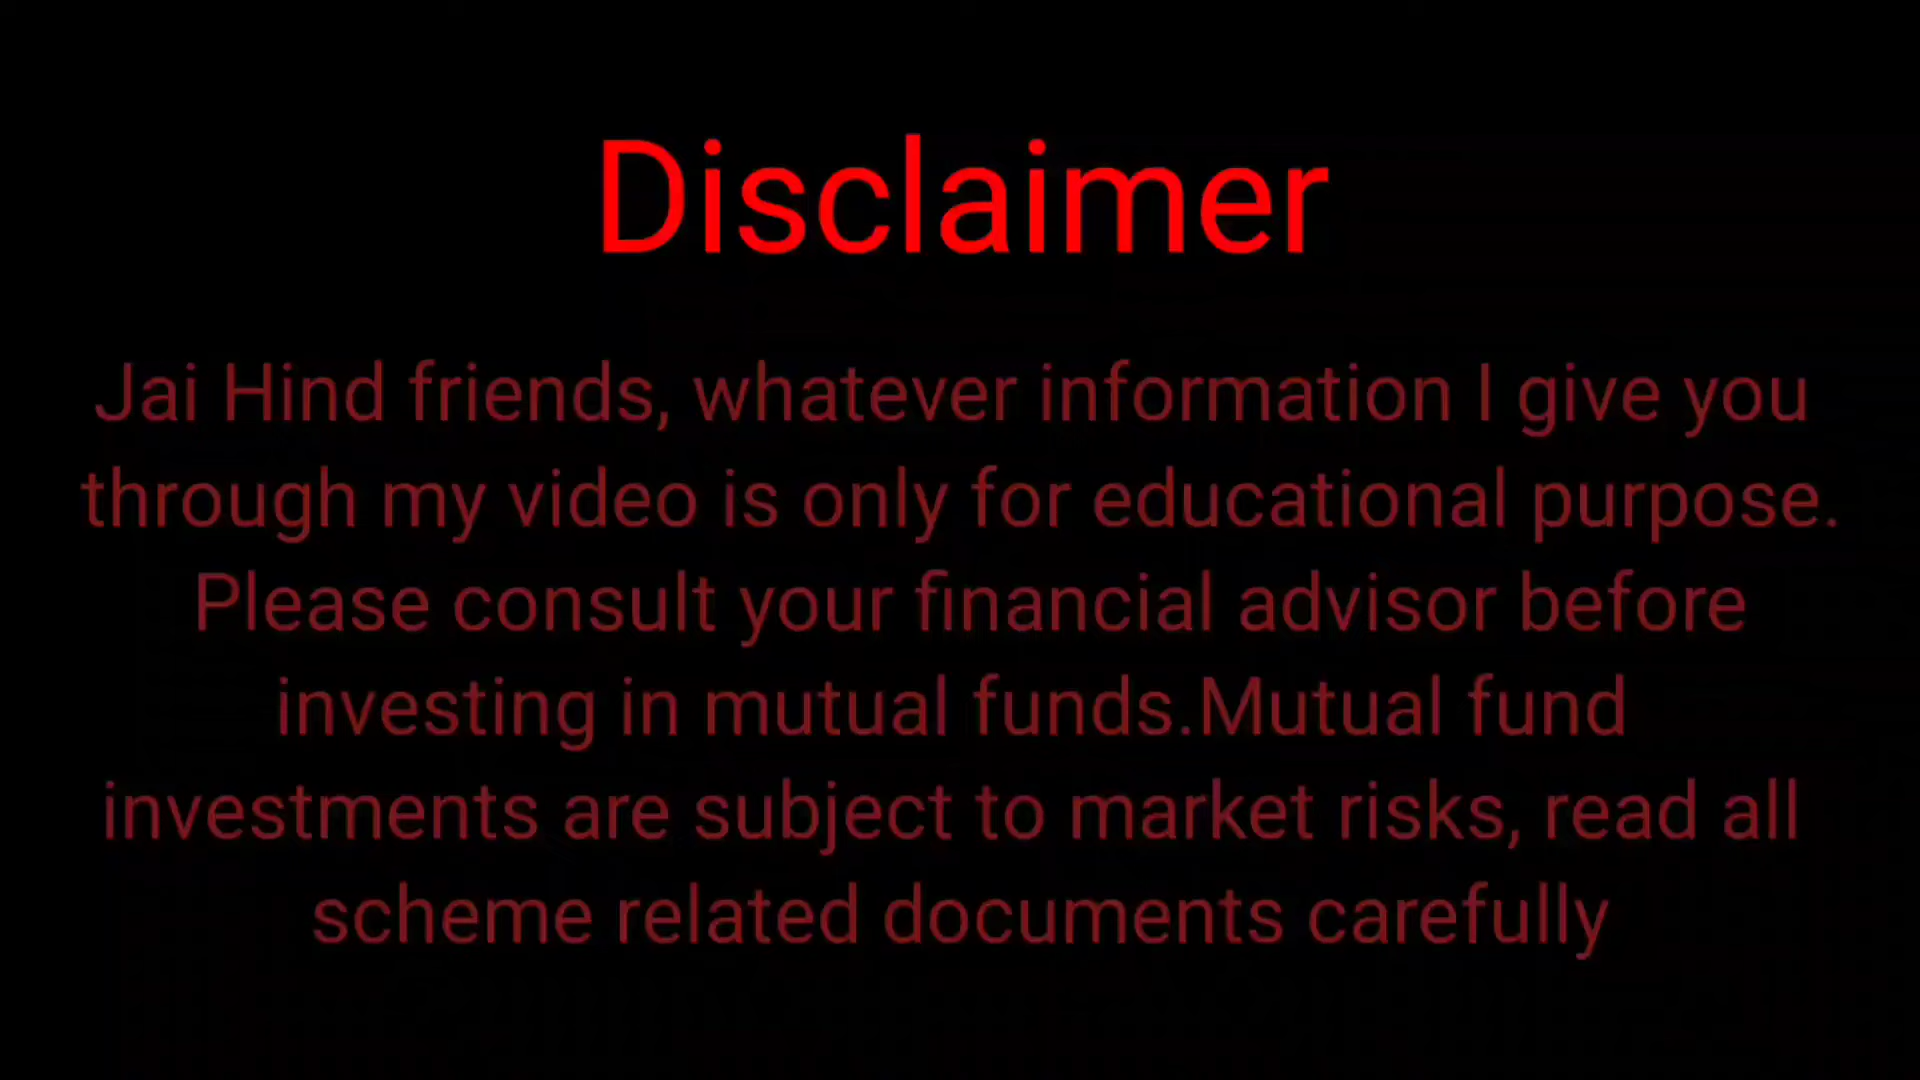 Disclaimer
Jai Hind friends, whatever information I give you
through my video is only for educational purpose.
Please consult your financial advisor before
investing in mutual funds.Mutual fund
investments are subject to market risks, read all
scheme related documents carefully